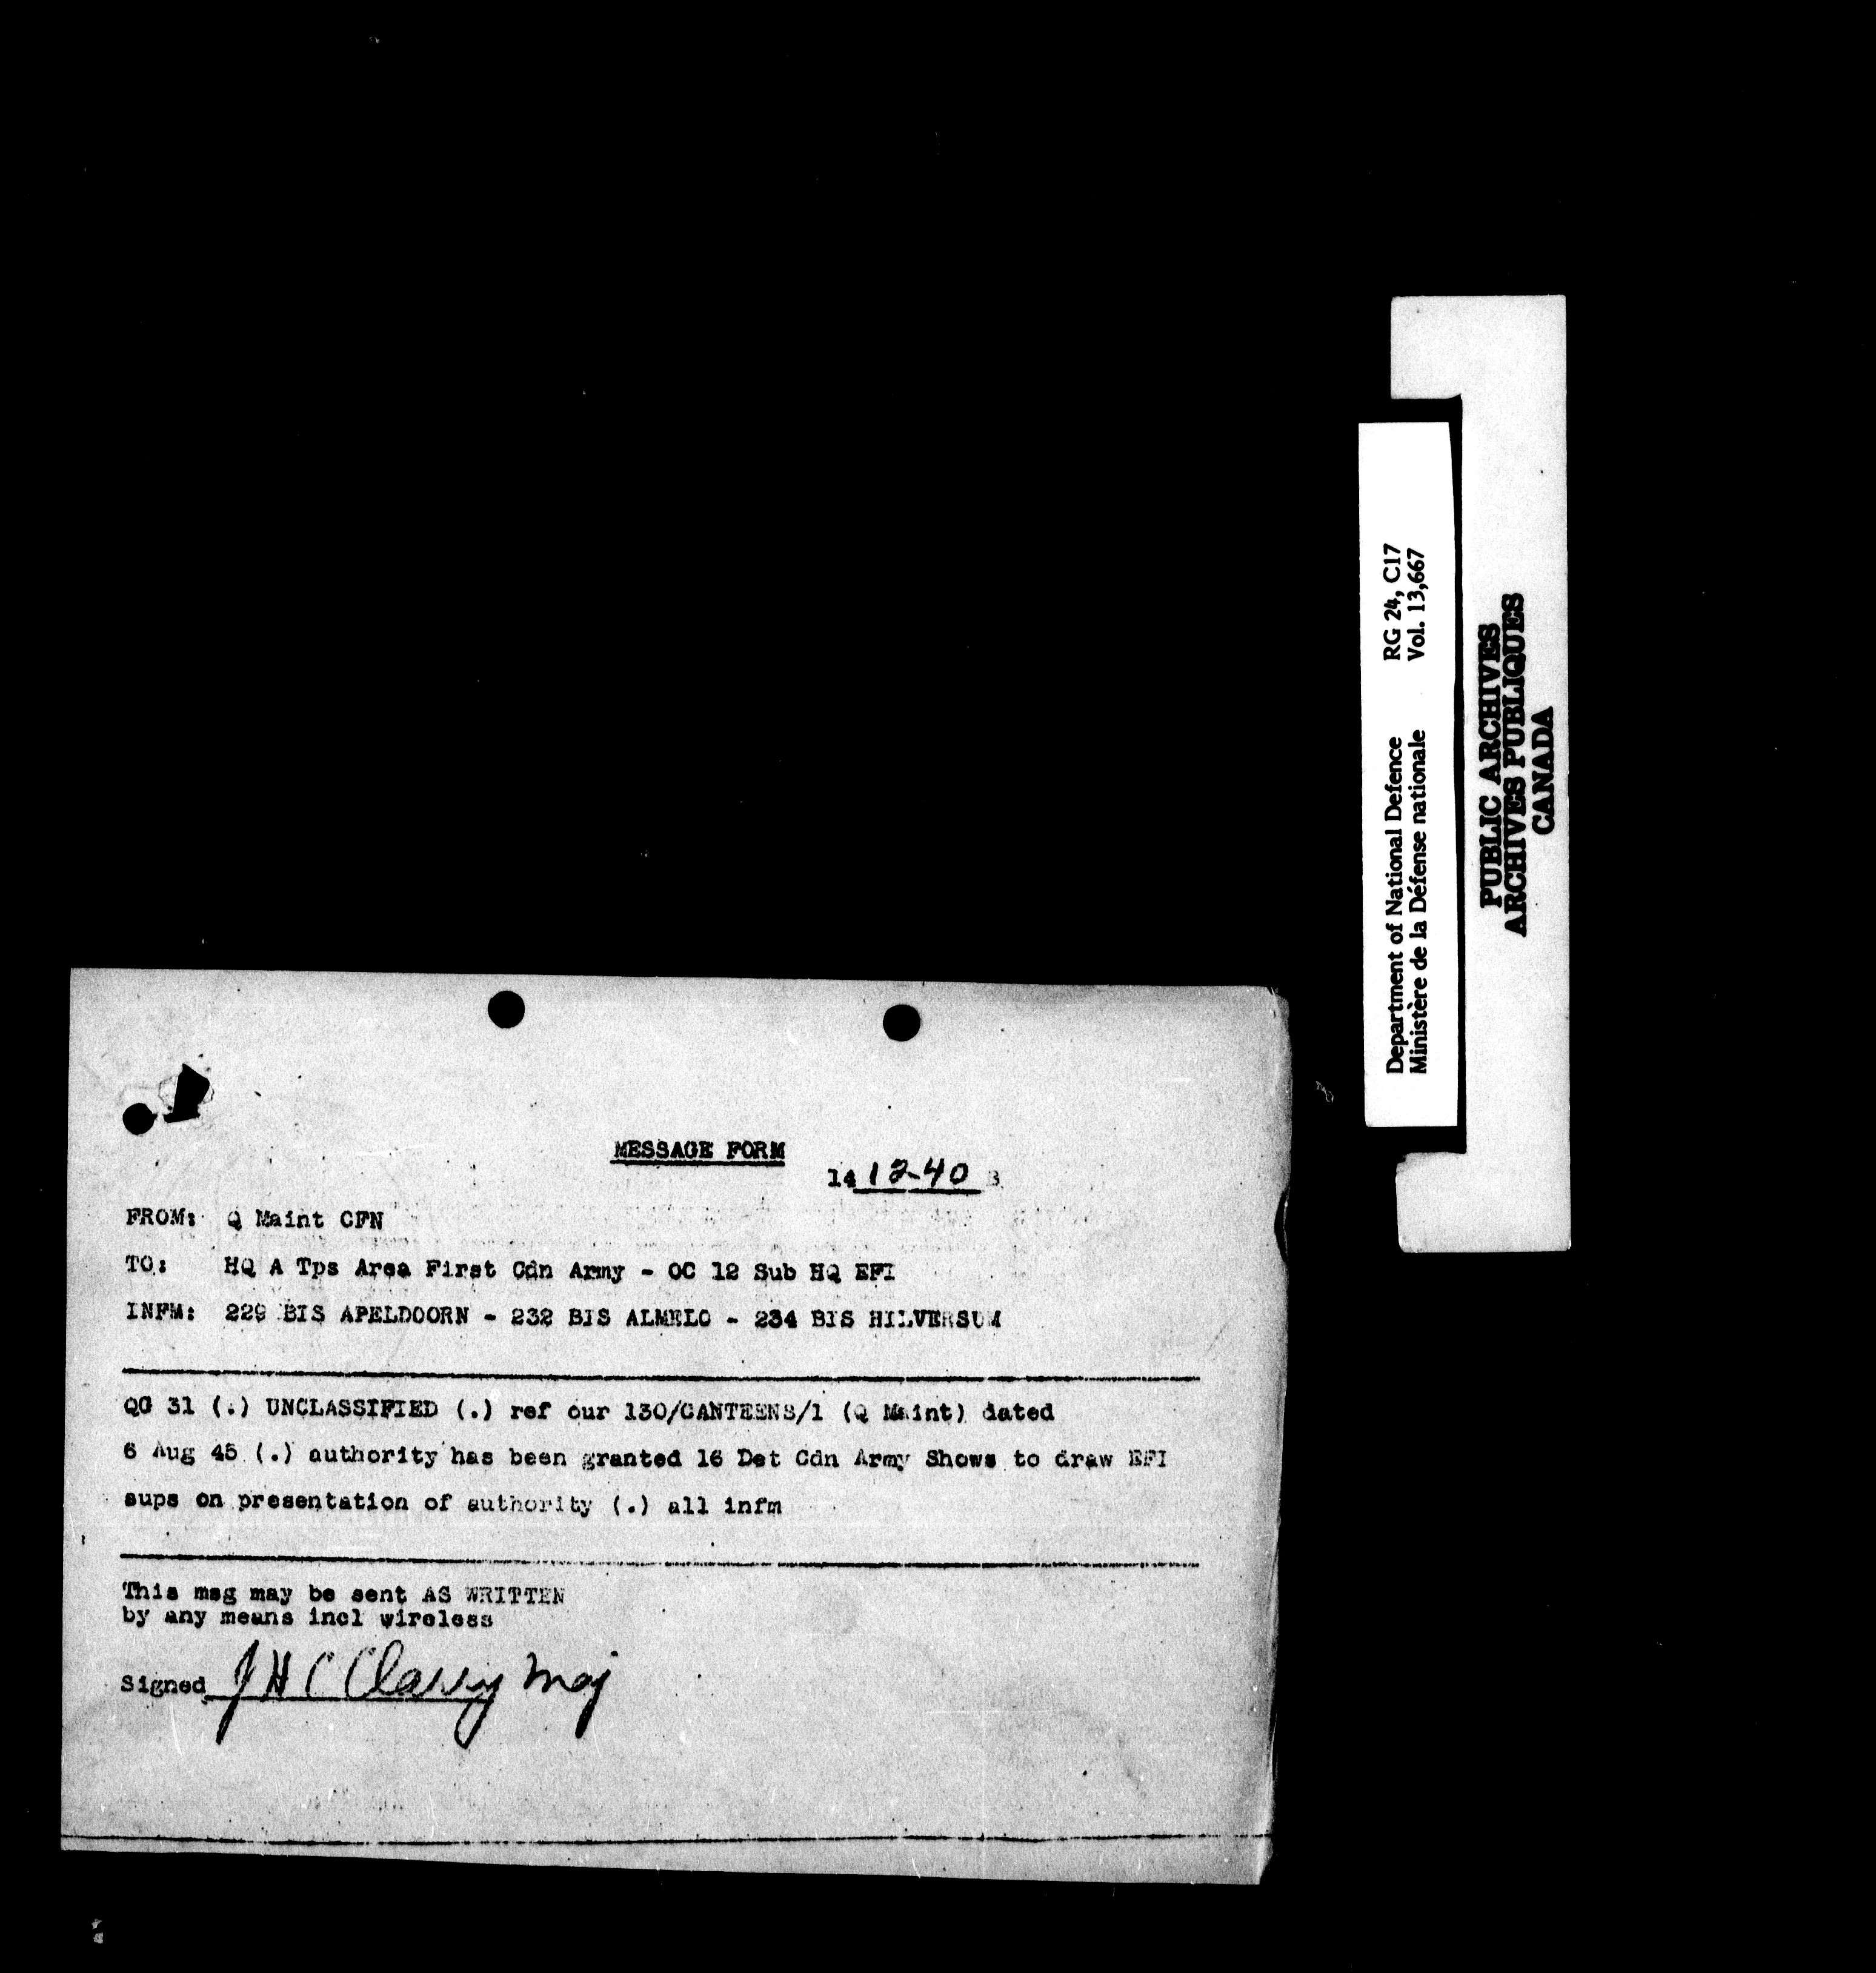 MESSAGE FORM
14 1240 B
FROM: Q Maint CFN
TO: HQ A Tps Area First Cdn Army - OC 12 Sub HQ EFI
INFM: 229 BIS APELDOORN - 232 BIS ALMELO - 234 BIS HILVERSUM
QG 31 (.) UNCLASSIFIED (.) ref our 130/CANTEENS/1 (Q Maint) dated
6 Aug 45 (.) authority has been granted 16 Det Cdn Army Shows to draw EFI
sups on presentation of authority (.) all infm
This msg may be sent AS WRITTEN
by any means incl wireless
Signed J H C Clarry Maj
Department of National Defence RG 24, C17
Ministère de la Défense nationale Vol. 13,667
PUBLIC ARCHIVES
ARCHIVES PUBLIQUES
CANADA